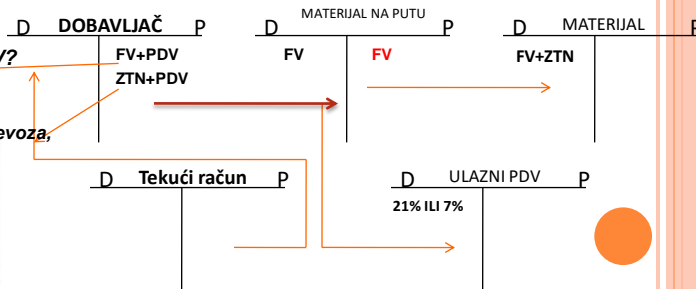 D DOBAVLJAČ P
FV+PDV
ZTN+PDV
?
evoza,
MATERIJAL NA PUTU
D P
FV FV
D MATERIJAL P
FV+ZTN
D Tekući račun P
D ULAZNI PDV P
21% ILI 7%